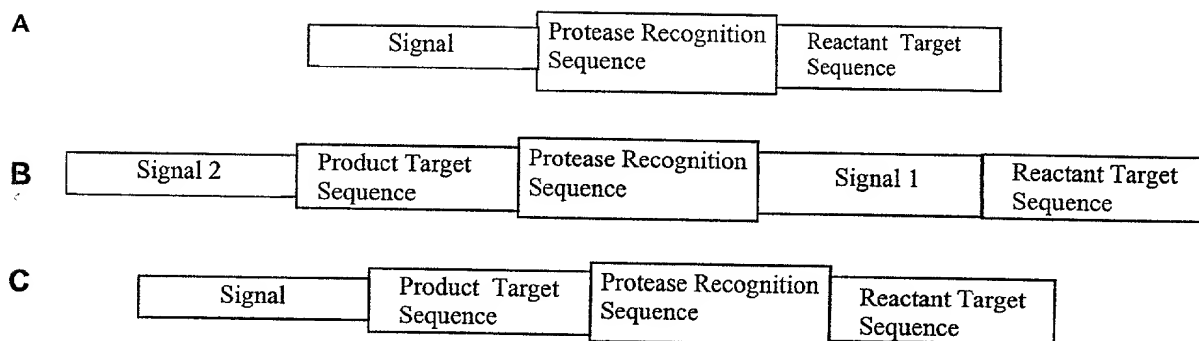 A
Signal
Protease Recognition
Sequence
Reactant Target
Sequence
B
Signal 2
Product Target
Sequence
Protease Recognition
Sequence
Signal 1
Reactant Target
Sequence
C
Signal
Product Target
Sequence
Protease Recognition
Sequence
Reactant Target
Sequence